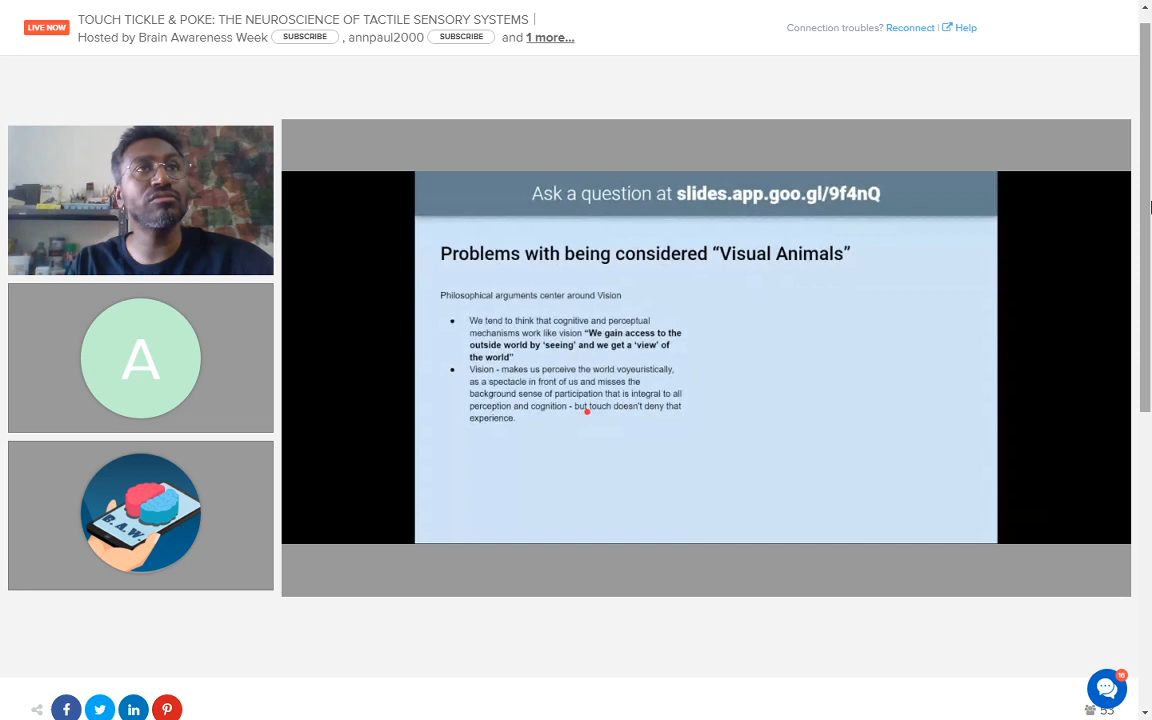 LIVE NOW
TOUCH TICKLE & POKE: THE NEUROSCIENCE OF TACTILE SENSORY SYSTEMS
Hosted by Brain Awareness Week SUBSCRIBE , annpaul2000 SUBSCRIBE and 1 more...
Connection troubles? Reconnect | Help
Ask a question at slides.app.goo.gl/9f4nQ
Problems with being considered “Visual Animals”
Philosophical arguments center around Vision
● We tend to think that cognitive and perceptual
mechanisms work like vision “We gain access to the
outside world by ‘seeing’ and we get a ‘view’ of
the world”
● Vision - makes us perceive the world voyeuristically,
as a spectacle in front of us and misses the
background sense of participation that is integral to all
perception and cognition - but touch doesn't deny that
experience.
A
B.A.W.
16
53